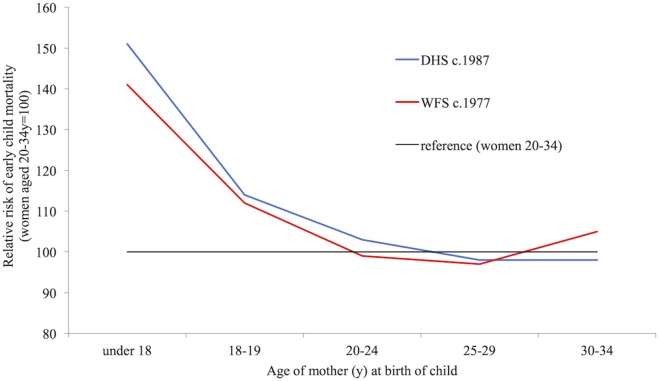 Relative risk of early child mortality
(women aged 20-34y=100)
160
150
140
130
120
110
100
90
80
DHS c.1987
WFS c.1977
reference (women 20-34)
under 18
18-19
20-24
25-29
30-34
Age of mother (y) at birth of child